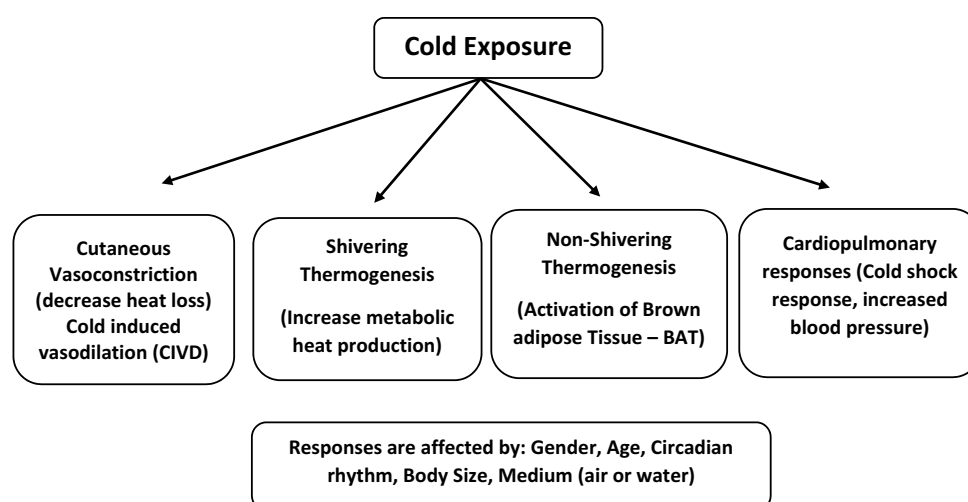 Cold Exposure
Cutaneous
Vasoconstriction
(decrease heat loss)
Cold induced
vasodilation (CIVD)
Shivering
Thermogenesis
(Increase metabolic
heat production)
Non-Shivering
Thermogenesis
(Activation of Brown
adipose Tissue – BAT)
Cardiopulmonary
responses (Cold shock
response, increased
blood pressure)
Responses are affected by: Gender, Age, Circadian
rhythm, Body Size, Medium (air or water)